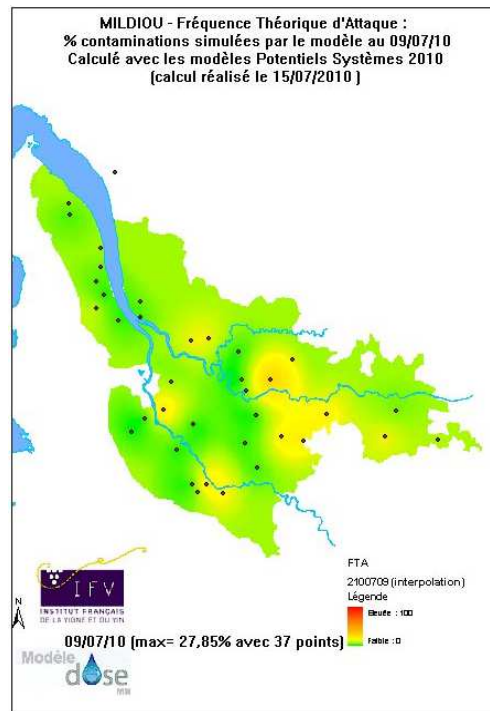 MILDIOU - Fréquence Théorique d'Attaque :
% contaminations simulées par le modèle au 09/07/10
Calculé avec les modèles Potentiels Systèmes 2010
(calcul réalisé le 15/07/2010 )
FTA
2100709 (interpolation)
Légende
Elevée : 100
Faible : 0
N
IFV
INSTITUT FRANÇAIS
DE LA VIGNE ET DU VIN
09/07/10 (max= 27,85% avec 37 points)
Modèle
dose
MM